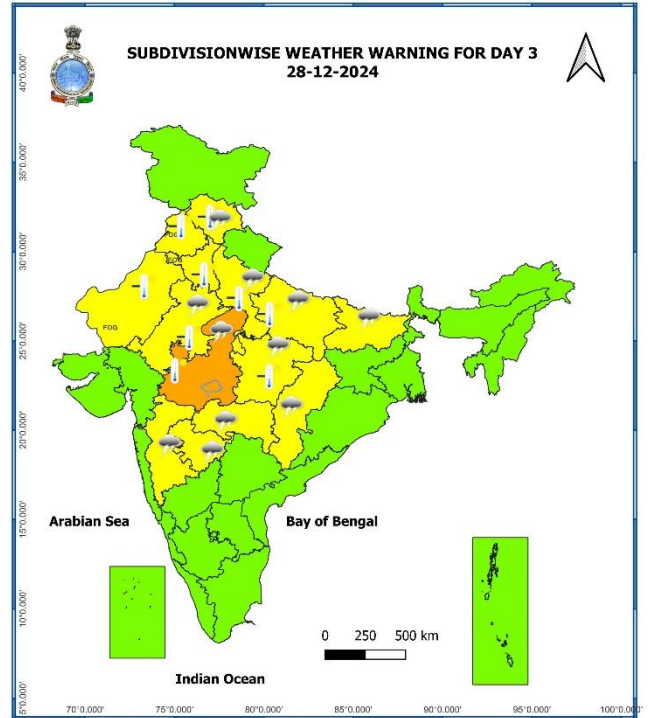 SUBDIVISIONWISE WEATHER WARNING FOR DAY 3
28-12-2024
40°0.000'
35°0.000'
30°0.000'
25°0.000'
20°0.000'
15°0.000'
10°0.000'
5°0.000'
FOG
Arabian Sea
Bay of Bengal
0 250 500 km
Indian Ocean
70°0.000' 75°0.000' 80°0.000' 85°0.000' 90°0.000' 95°0.000' 100°0.000'